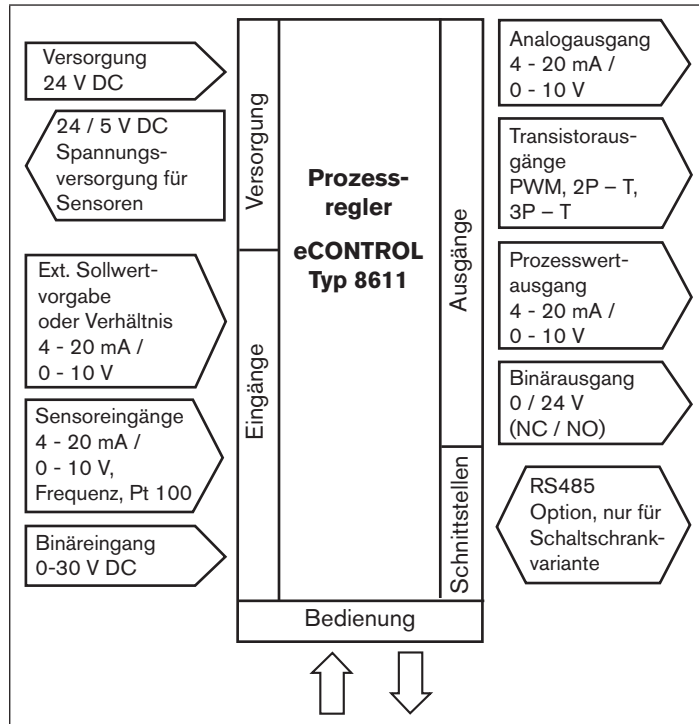 Versorgung
24 V DC
24 / 5 V DC
Spannungs-
versorgung für
Sensoren
Ext. Sollwert-
vorgabe
oder Verhältnis
4 - 20 mA /
0 - 10 V
Sensoreingänge
4 - 20 mA /
0 - 10 V,
Frequenz, Pt 100
Binäreingang
0-30 V DC
Versorgung
Eingänge
Prozess-
regler
eCONTROL
Typ 8611
Ausgänge
Schnittstellen
Bedienung
Analogausgang
4 - 20 mA /
0 - 10 V
Transistoraus-
gänge
PWM, 2P – T,
3P – T
Prozesswert-
ausgang
4 - 20 mA /
0 - 10 V
Binärausgang
0 / 24 V
(NC / NO)
RS485
Option, nur für
Schaltschrank-
variante